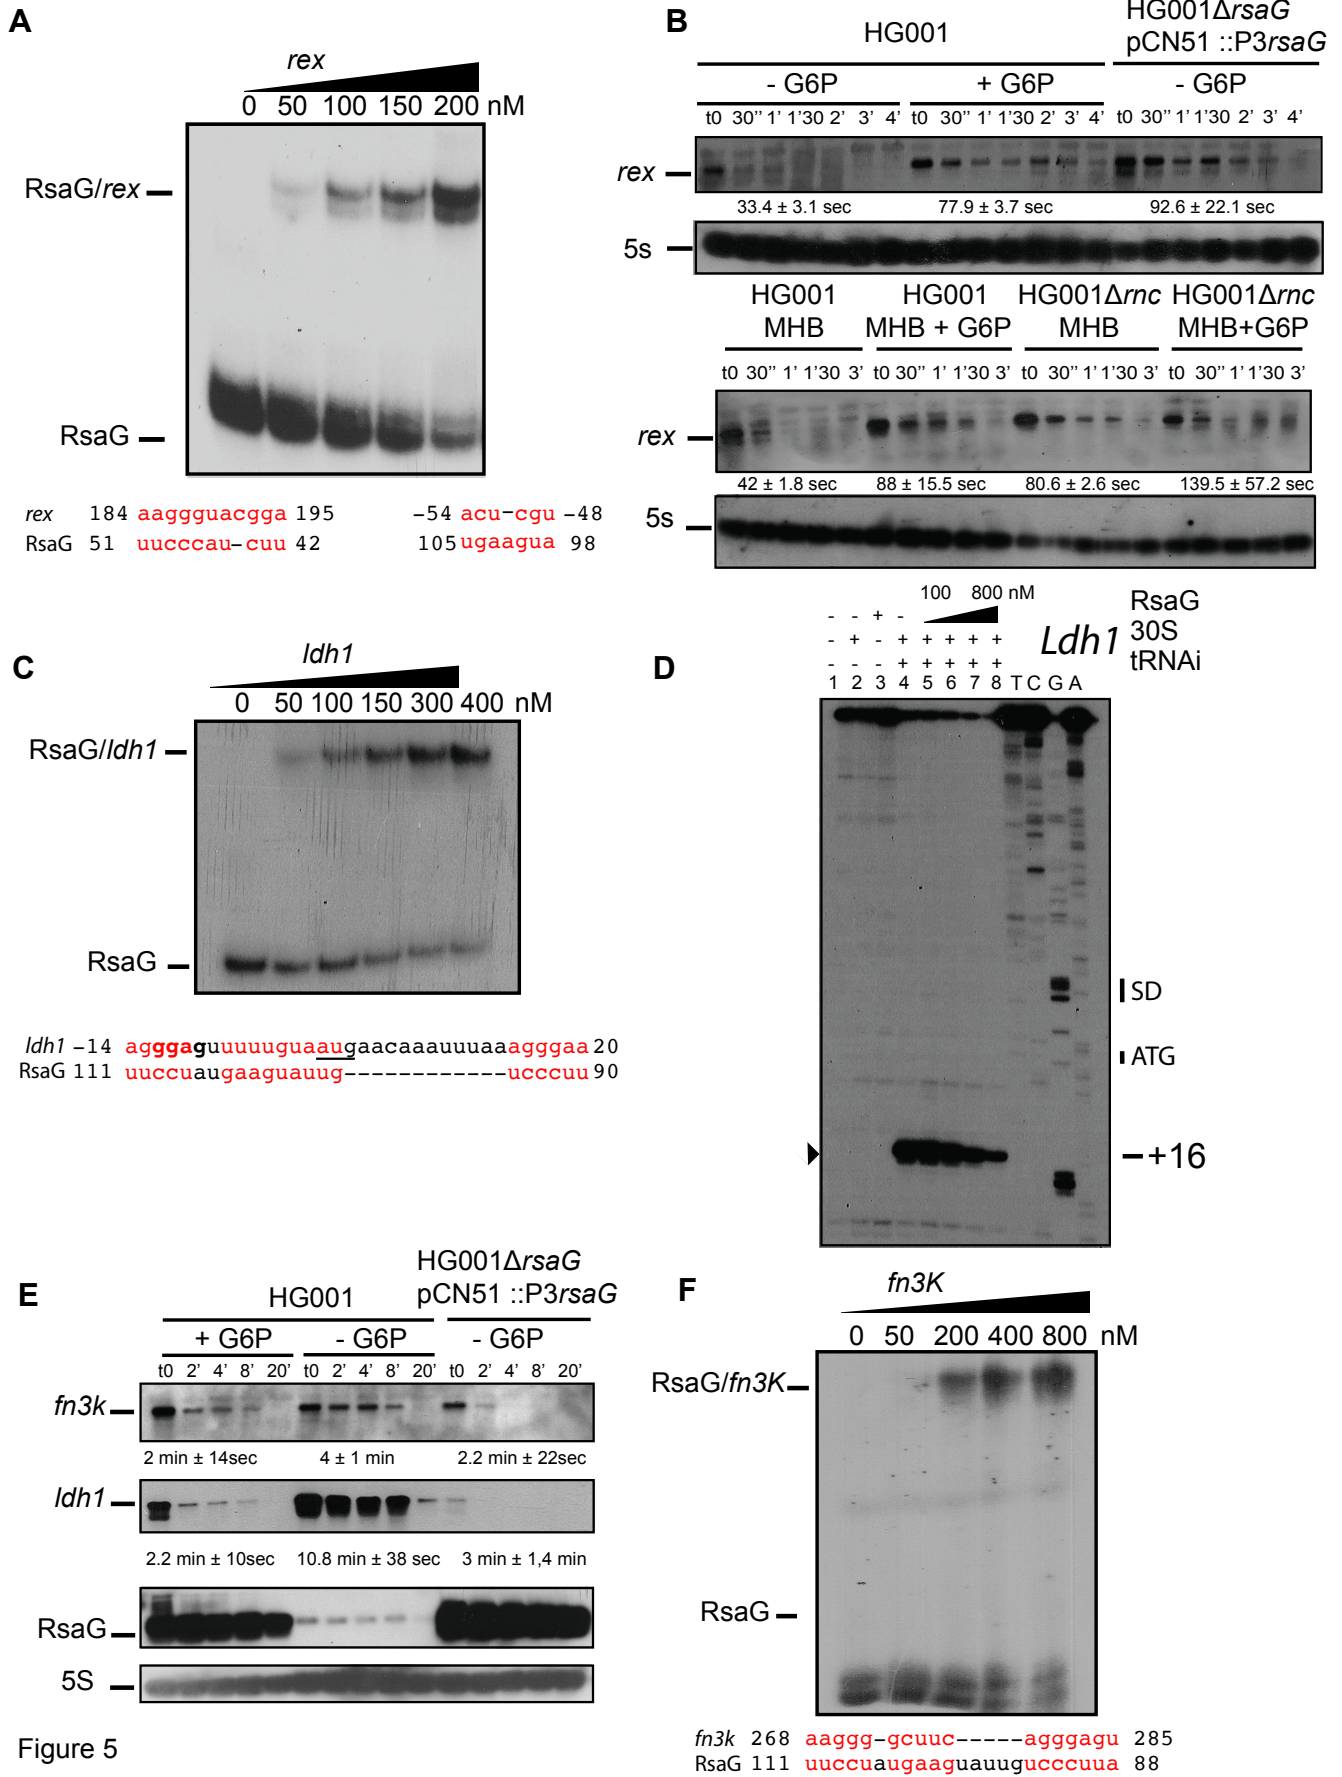 A
rex
0 50 100 150 200 nM
RsaG/rex
RsaG
rex 184 aaggguacgga 195 −54 acu-cgu −48
RsaG 51 uucccau-cuu 42 105 ugaagua 98
B
HG001
HG001ΔrsaG
pCN51 ::P3rsaG
- G6P + G6P - G6P
t0 30'' 1' 1'30 2' 3' 4' t0 30'' 1' 1'30 2' 3' 4' t0 30'' 1' 1'30 2' 3' 4'
rex
33.4 ± 3.1 sec 77.9 ± 3.7 sec 92.6 ± 22.1 sec
5s
HG001 HG001 HG001Δrnc HG001Δrnc
MHB MHB + G6P MHB MHB+G6P
t0 30'' 1' 1'30 3' t0 30'' 1' 1'30 3' t0 30'' 1' 1'30 3' t0 30'' 1' 1'30 3'
rex
42 ± 1.8 sec 88 ± 15.5 sec 80.6 ± 2.6 sec 139.5 ± 57.2 sec
5s
C
ldh1
0 50 100 150 300 400 nM
RsaG/ldh1
RsaG
ldh1 −14 agggaguuuuuguaaugaacaaauuuaaagggaa 20
RsaG 111 uuccuaugaaguauug------------ucccuu 90
D
100 800 nM
- - + - RsaG
- + - + + + + + 30S
- - - + + + + + tRNAi
Ldh1
1 2 3 4 5 6 7 8 T C G A
SD
ATG
+16
E
HG001
HG001ΔrsaG
pCN51 ::P3rsaG
+ G6P - G6P - G6P
t0 2' 4' 8' 20' t0 2' 4' 8' 20' t0 2' 4' 8' 20'
fn3k
2 min ± 14sec 4 ± 1 min 2.2 min ± 22sec
ldh1
2.2 min ± 10sec 10.8 min ± 38 sec 3 min ± 1,4 min
RsaG
5S
F
fn3K
0 50 200 400 800 nM
RsaG/fn3K
RsaG
fn3k 268 aaggg-gcuuc-----agggagu 285
RsaG 111 uuccuaugaaguauugucccuua 88
Figure 5